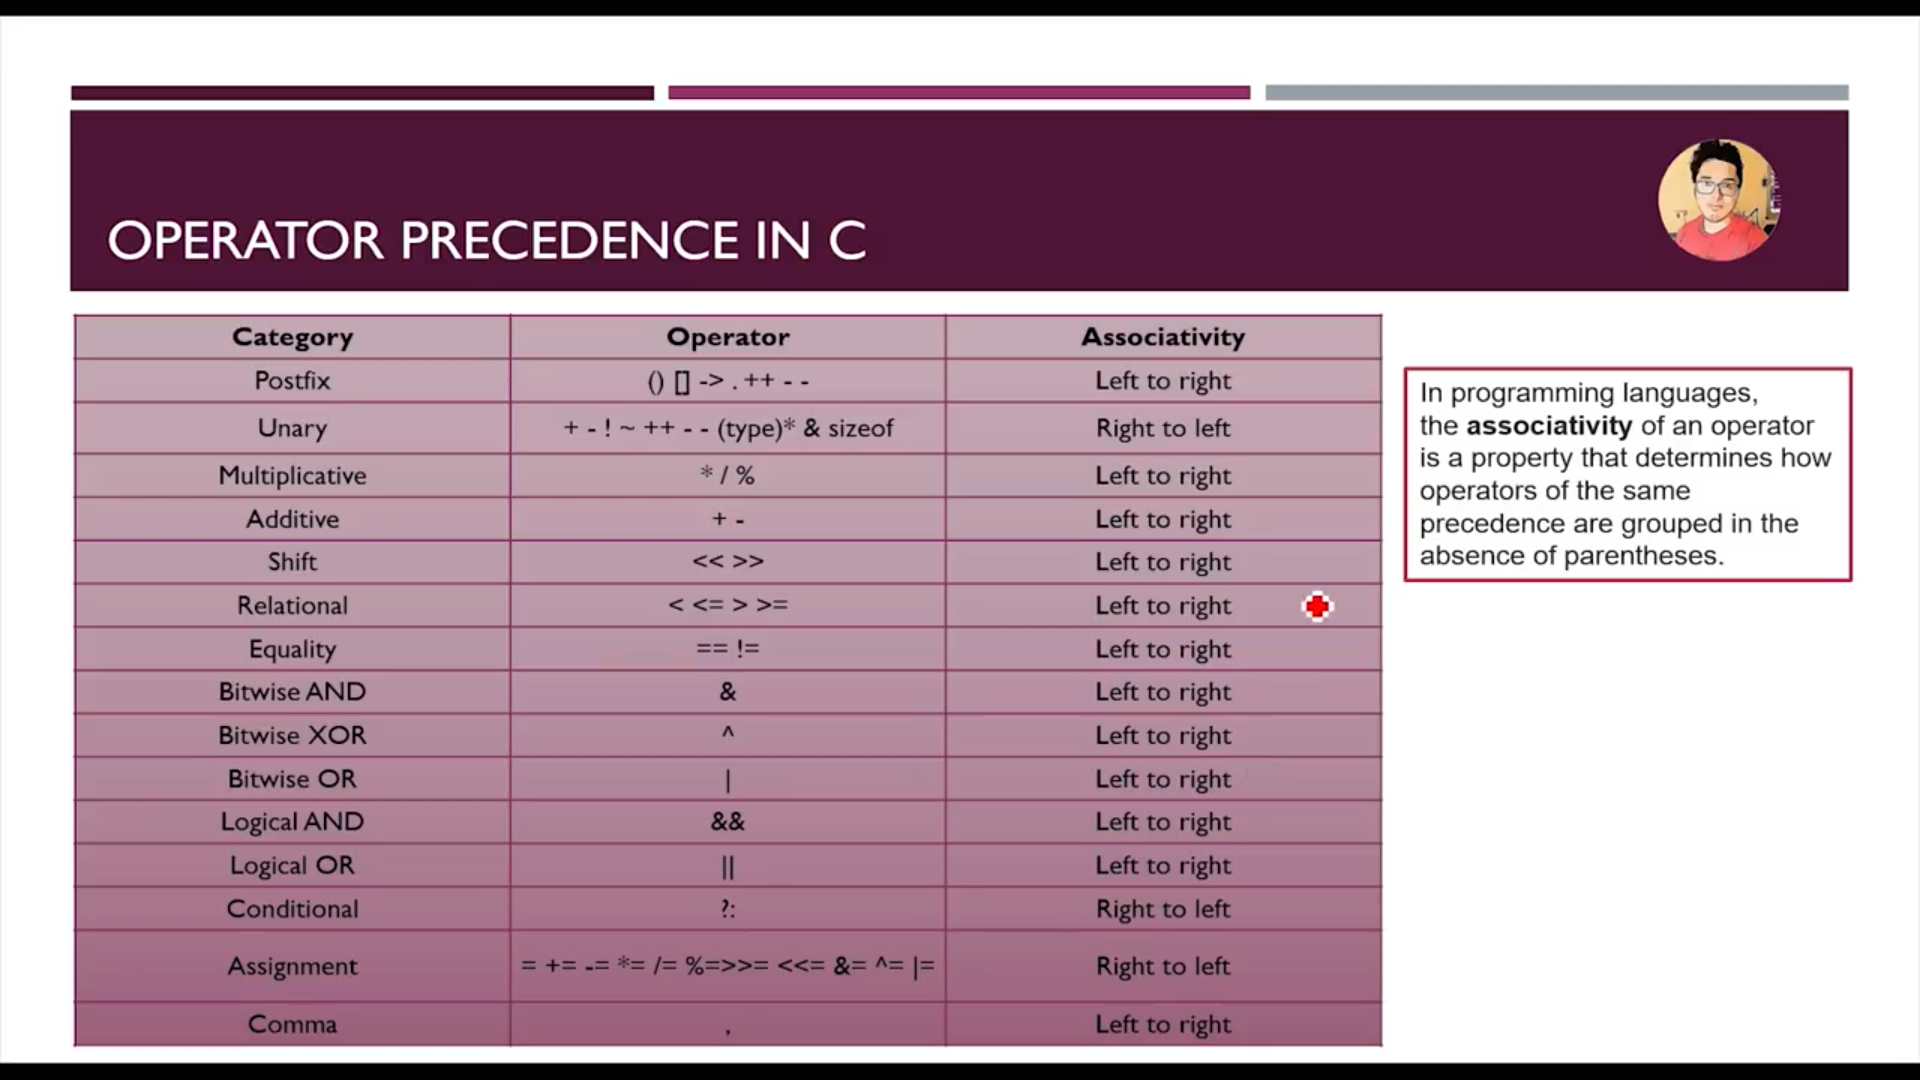 OPERATOR PRECEDENCE IN C
Category Operator Associativity
Postfix () [] -> . ++ - - Left to right
Unary + - ! ~ ++ - - (type)* & sizeof Right to left
Multiplicative * / % Left to right
Additive + - Left to right
Shift << >> Left to right
Relational < <= > >= Left to right
Equality == != Left to right
Bitwise AND & Left to right
Bitwise XOR ^ Left to right
Bitwise OR | Left to right
Logical AND && Left to right
Logical OR || Left to right
Conditional ?: Right to left
Assignment = += -= *= /= %=>>= <<= &= ^= |= Right to left
Comma , Left to right
In programming languages,
the associativity of an operator
is a property that determines how
operators of the same
precedence are grouped in the
absence of parentheses.